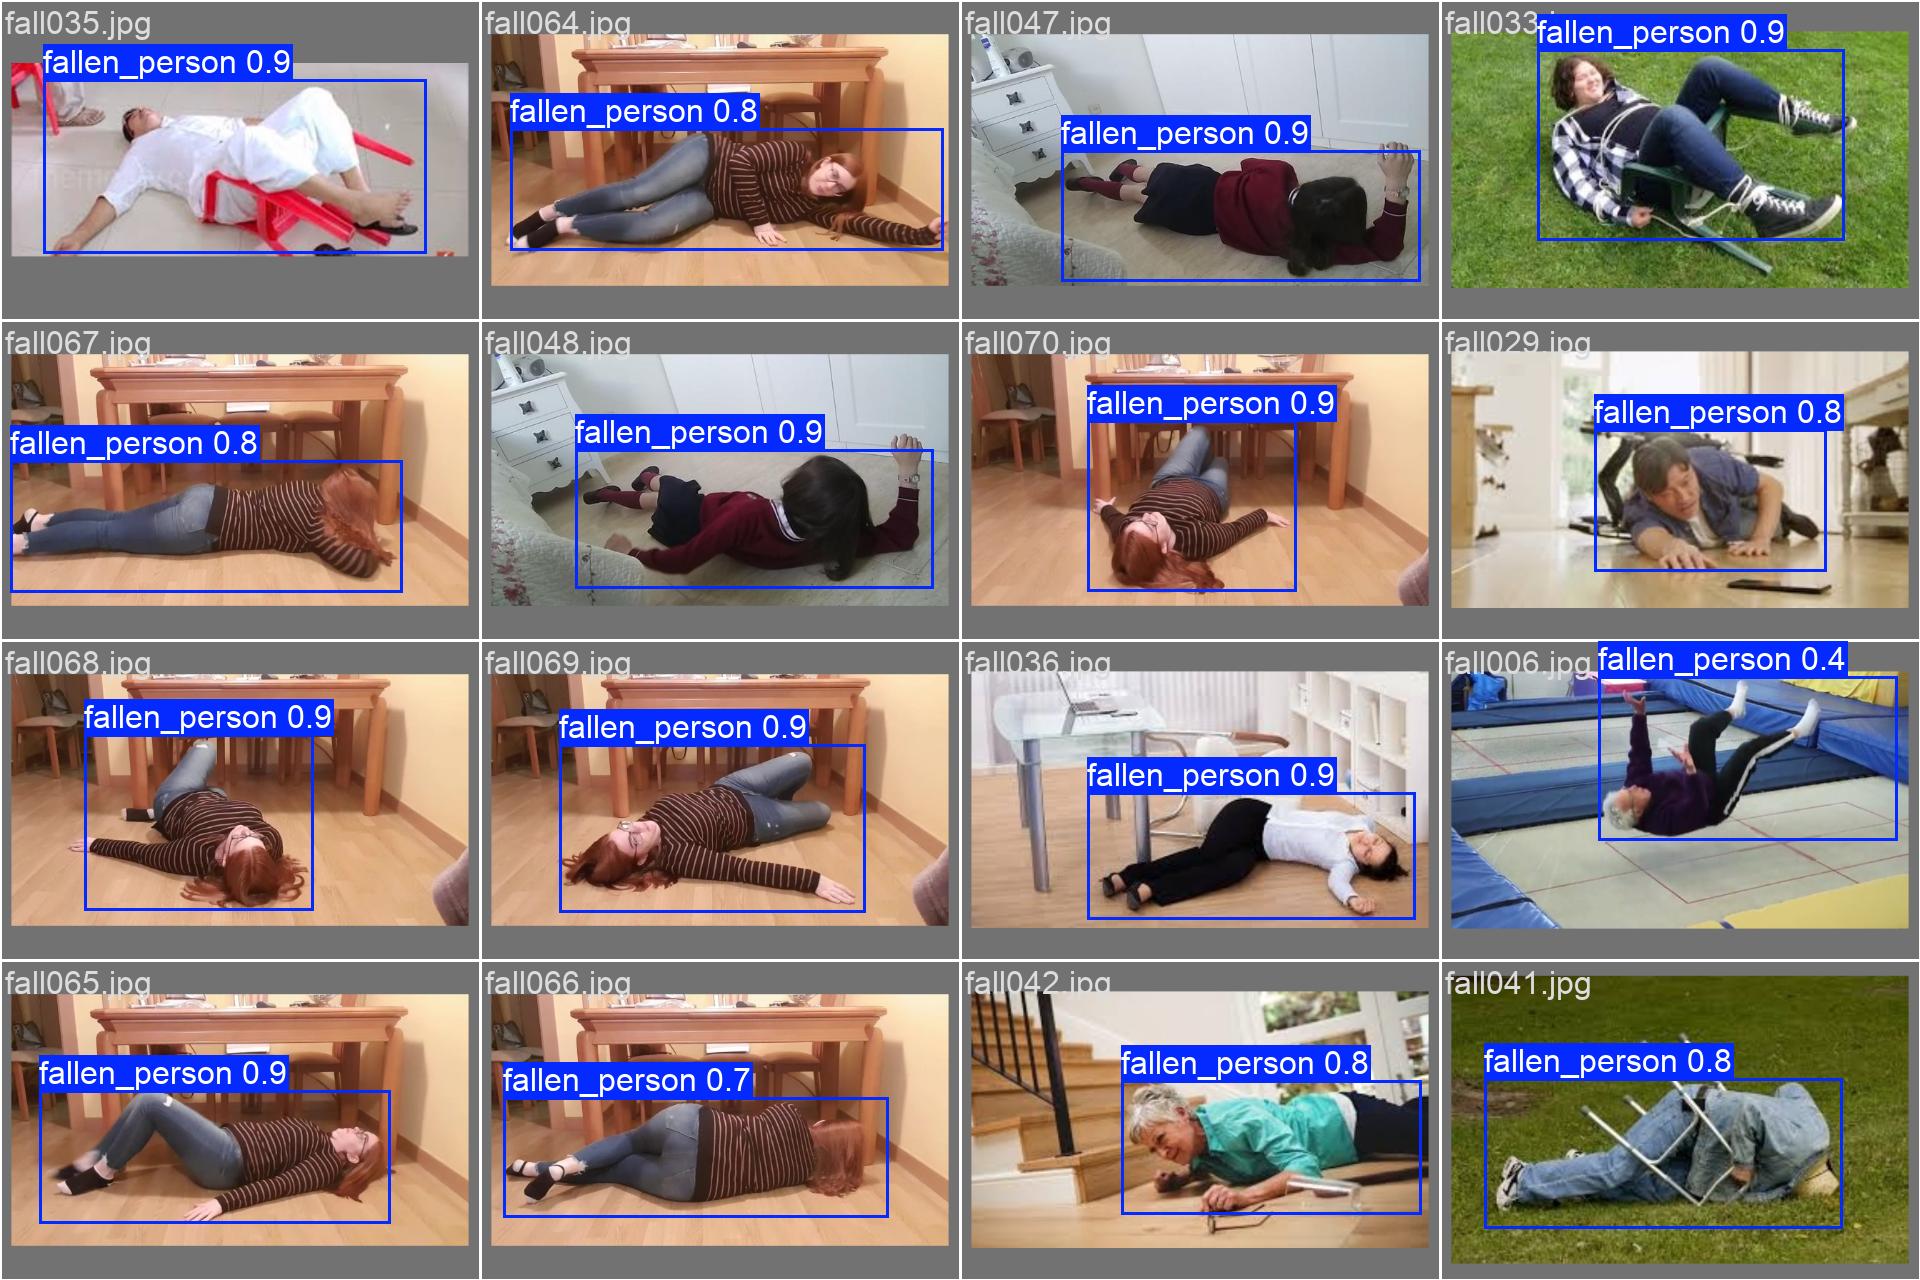 fall035.jpg
fallen_person 0.9
fall064.jpg
fallen_person 0.8
fall047.jpg
fallen_person 0.9
fall033
fallen_person 0.9
fall067.jpg
fallen_person 0.8
fall048.jpg
fallen_person 0.9
fall070.jpg
fallen_person 0.9
fall029.jpg
fallen_person 0.8
fall068.jpg
fallen_person 0.9
fall069.jpg
fallen_person 0.9
fall036.jpg
fallen_person 0.9
fall006.jpg
fallen_person 0.4
fall065.jpg
fallen_person 0.9
fall066.jpg
fallen_person 0.7
fall042.jpg
fallen_person 0.8
fall041.jpg
fallen_person 0.8